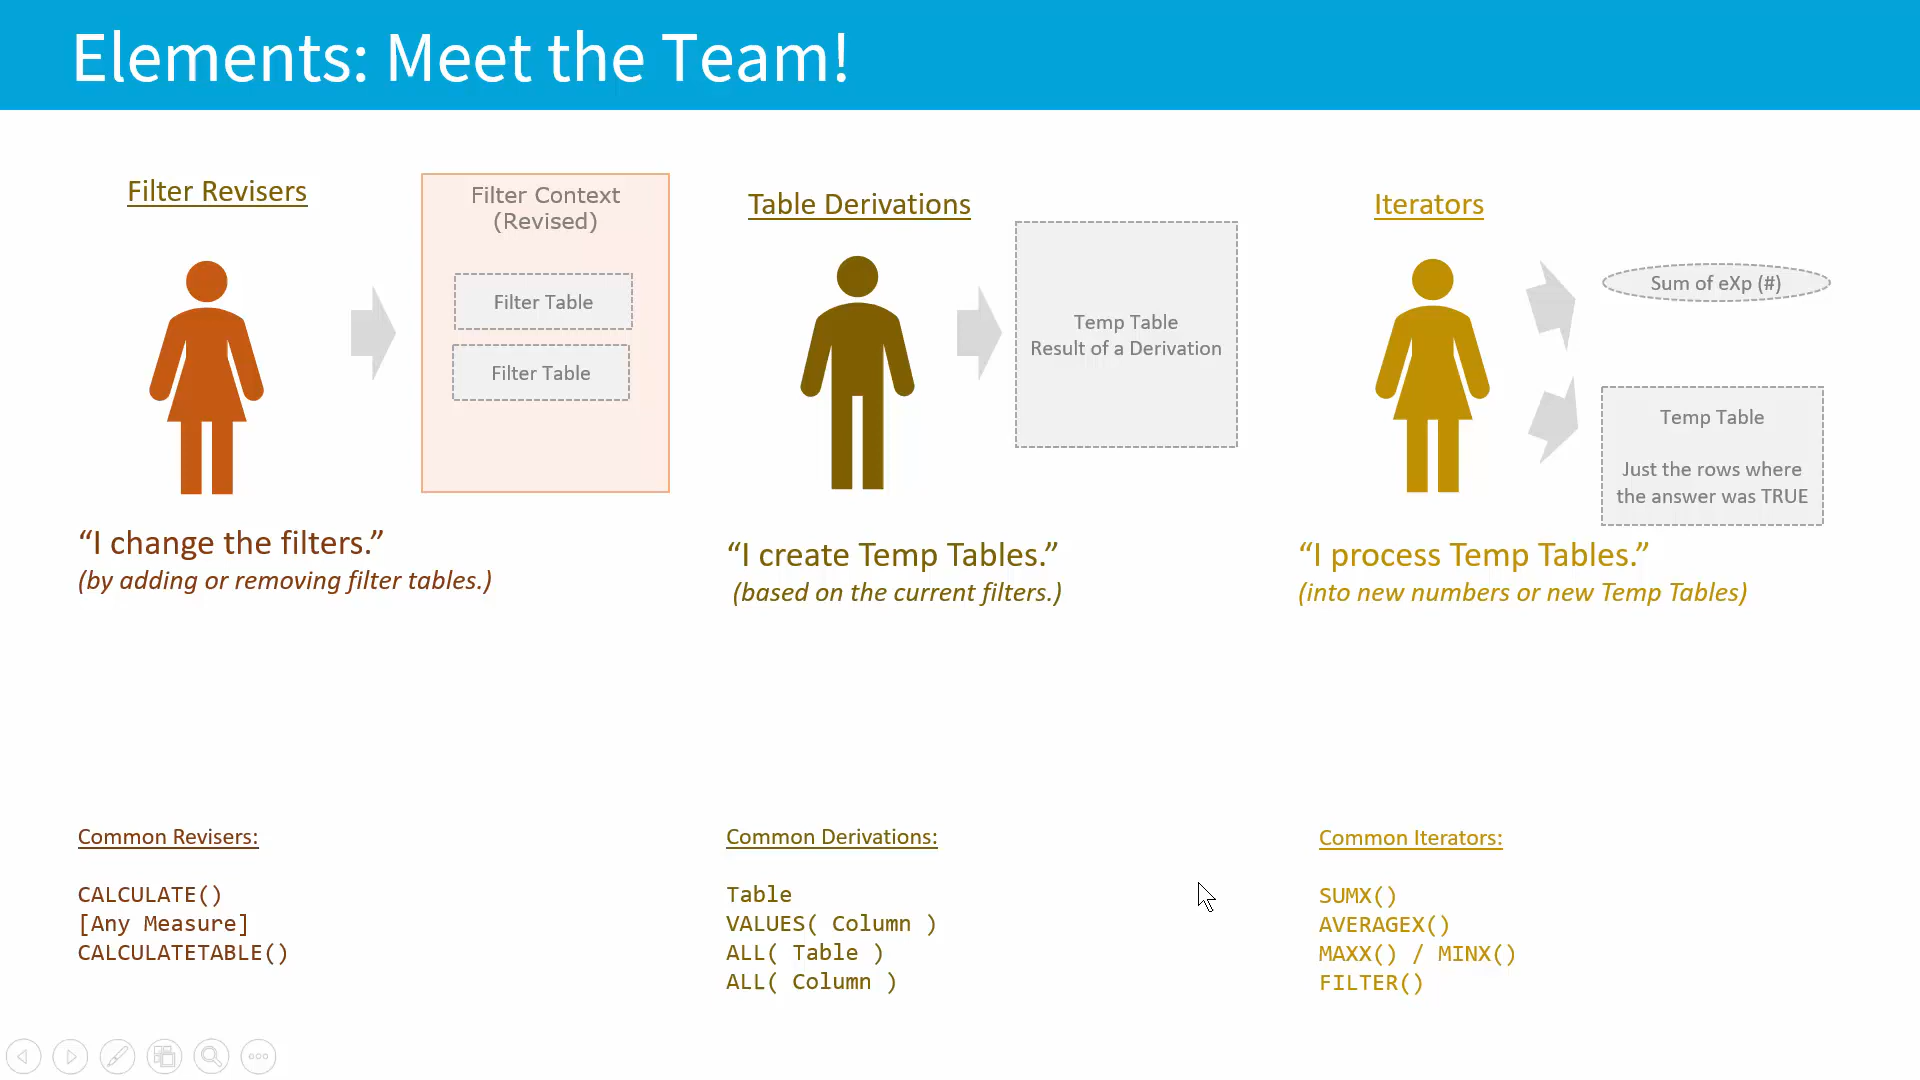 Elements: Meet the Team!
Filter Revisers
Filter Context
(Revised)
Filter Table
Filter Table
“I change the filters.”
(by adding or removing filter tables.)
Common Revisers:
CALCULATE()
[Any Measure]
CALCULATETABLE()
Table Derivations
Temp Table
Result of a Derivation
“I create Temp Tables.”
(based on the current filters.)
Common Derivations:
Table
VALUES( Column )
ALL( Table )
ALL( Column )
Iterators
Sum of eXp (#)
Temp Table
Just the rows where
the answer was TRUE
“I process Temp Tables.”
(into new numbers or new Temp Tables)
Common Iterators:
SUMX()
AVERAGEX()
MAXX() / MINX()
FILTER()